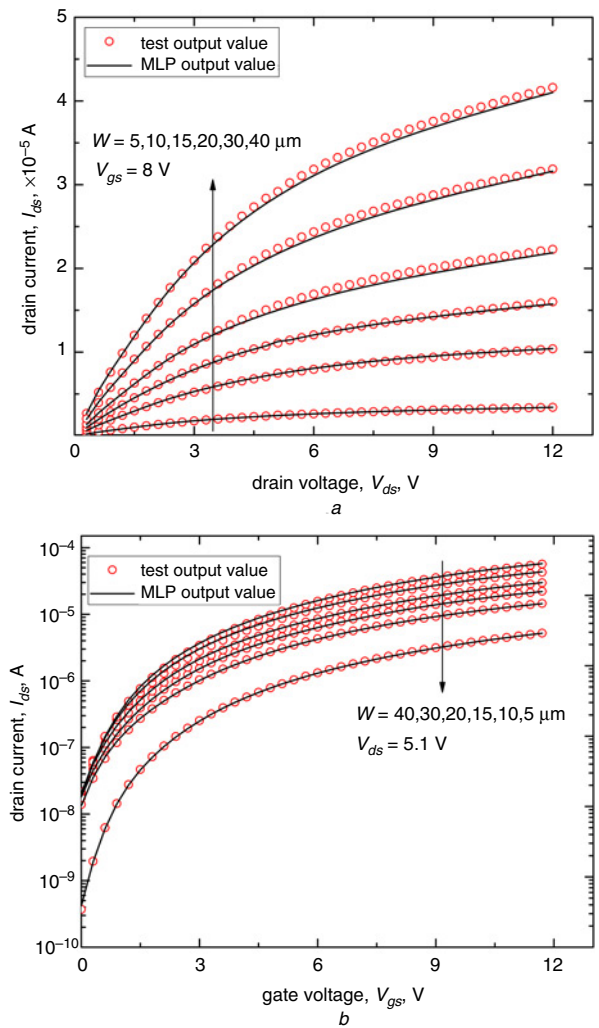 test output value
MLP output value
W = 5,10,15,20,30,40 μm
V_gs = 8 V
5
4
3
2
1
drain current, I_ds, ×10⁻⁵ A
0 3 6 9 12
drain voltage, V_ds, V
a
test output value
MLP output value
W = 40,30,20,15,10,5 μm
V_ds = 5.1 V
10⁻⁴
10⁻⁵
10⁻⁶
10⁻⁷
10⁻⁸
10⁻⁹
10⁻¹⁰
drain current, I_ds, A
0 3 6 9 12
gate voltage, V_gs, V
b